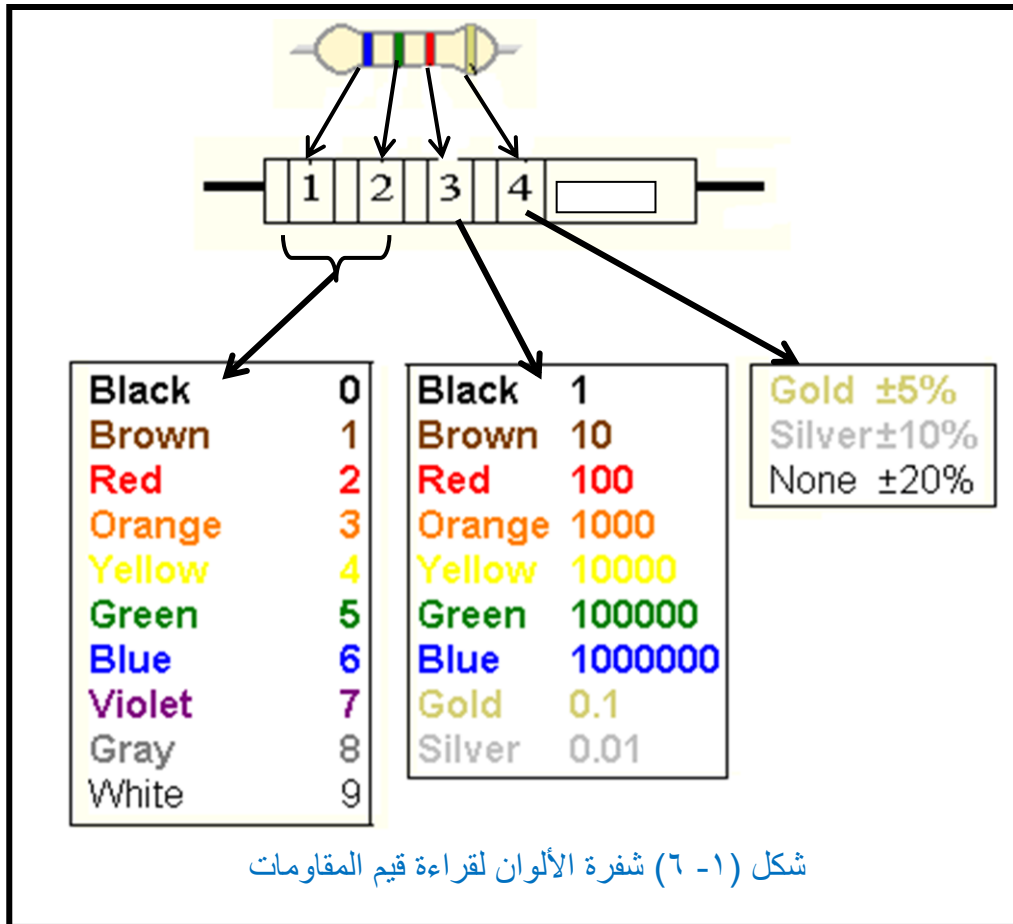 1 2 3 4
Black 0
Brown 1
Red 2
Orange 3
Yellow 4
Green 5
Blue 6
Violet 7
Gray 8
White 9
Black 1
Brown 10
Red 100
Orange 1000
Yellow 10000
Green 100000
Blue 1000000
Gold 0.1
Silver 0.01
Gold ±5%
Silver±10%
None ±20%
شكل (١- ٦) شفرة الألوان لقراءة قيم المقاومات